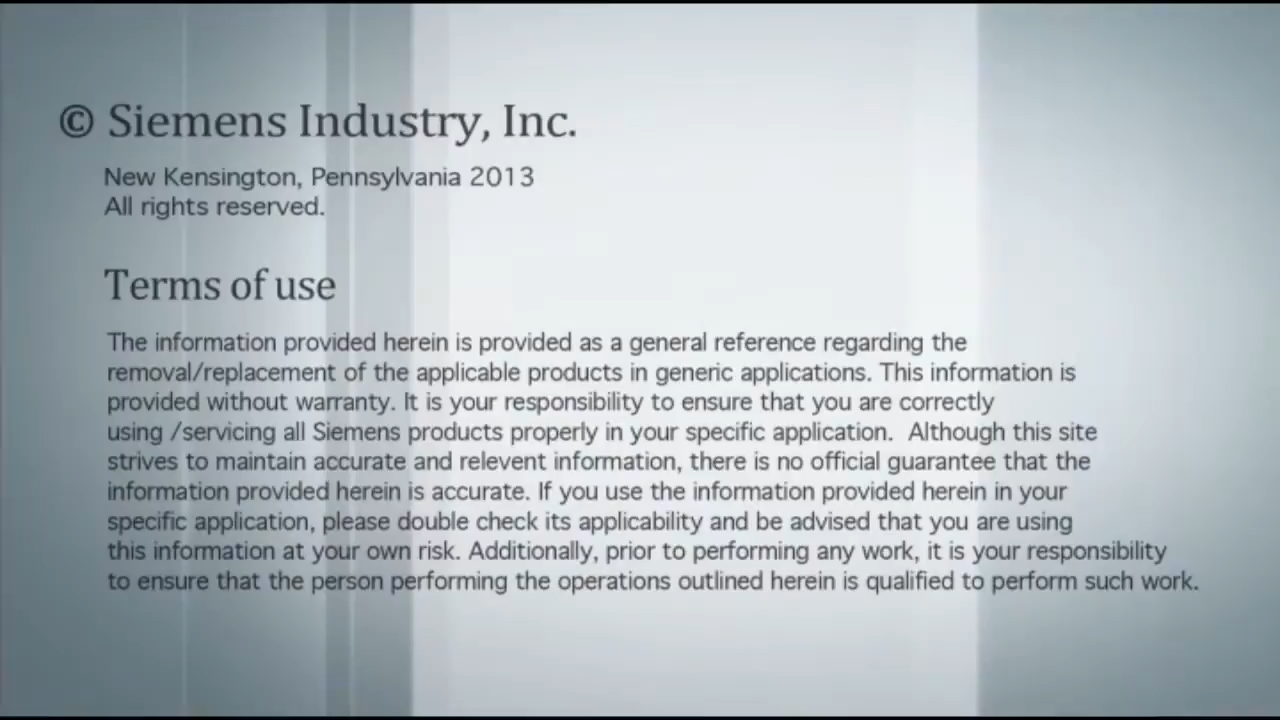 © Siemens Industry, Inc.
New Kensington, Pennsylvania 2013
All rights reserved.
Terms of use
The information provided herein is provided as a general reference regarding the
removal/replacement of the applicable products in generic applications. This information is
provided without warranty. It is your responsibility to ensure that you are correctly
using /servicing all Siemens products properly in your specific application.  Although this site
strives to maintain accurate and relevent information, there is no official guarantee that the
information provided herein is accurate. If you use the information provided herein in your
specific application, please double check its applicability and be advised that you are using
this information at your own risk. Additionally, prior to performing any work, it is your responsibility
to ensure that the person performing the operations outlined herein is qualified to perform such work.